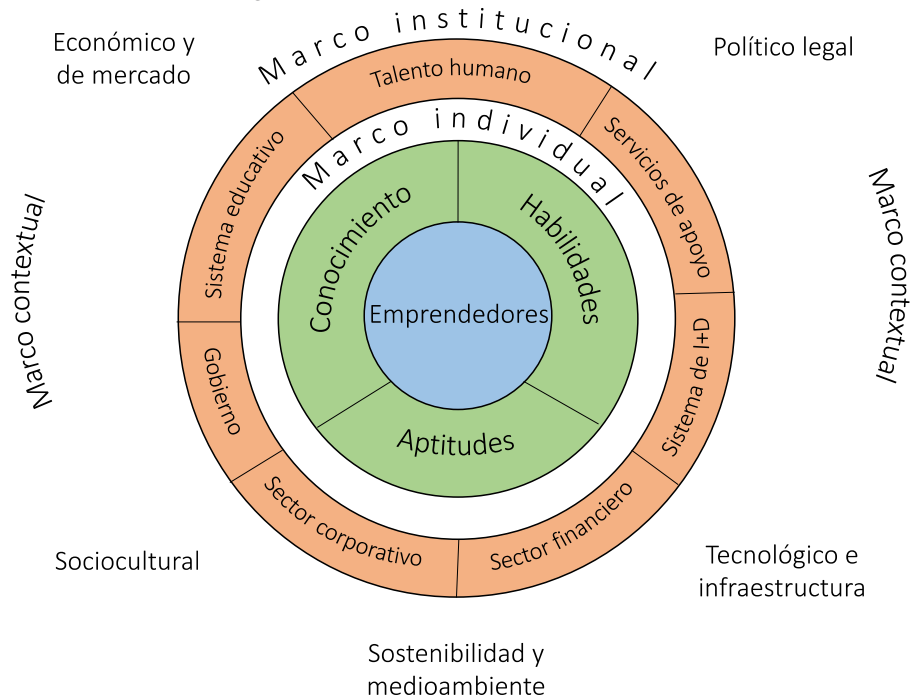 Marco institucional
Económico y
de mercado
Político legal
Talento humano
Marco individual
Sistema educativo
Servicios de apoyo
Conocimiento
Habilidades
Marco contextual
Marco contextual
Emprendedores
Gobierno
Sistema de I+D
Aptitudes
Sector corporativo
Sector financiero
Sociocultural
Tecnológico e
infraestructura
Sostenibilidad y
medioambiente